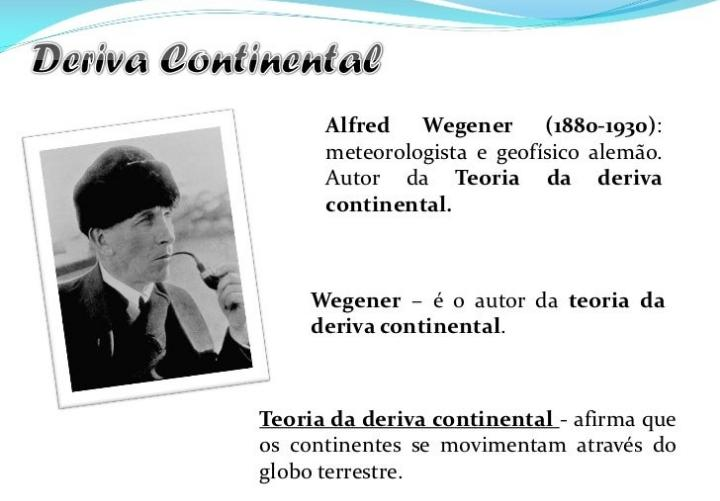 Deriva Continental
Alfred Wegener (1880-1930):
meteorologista e geofísico alemão.
Autor da Teoria da deriva
continental.
Wegener – é o autor da teoria da
deriva continental.
Teoria da deriva continental - afirma que
os continentes se movimentam através do
globo terrestre.